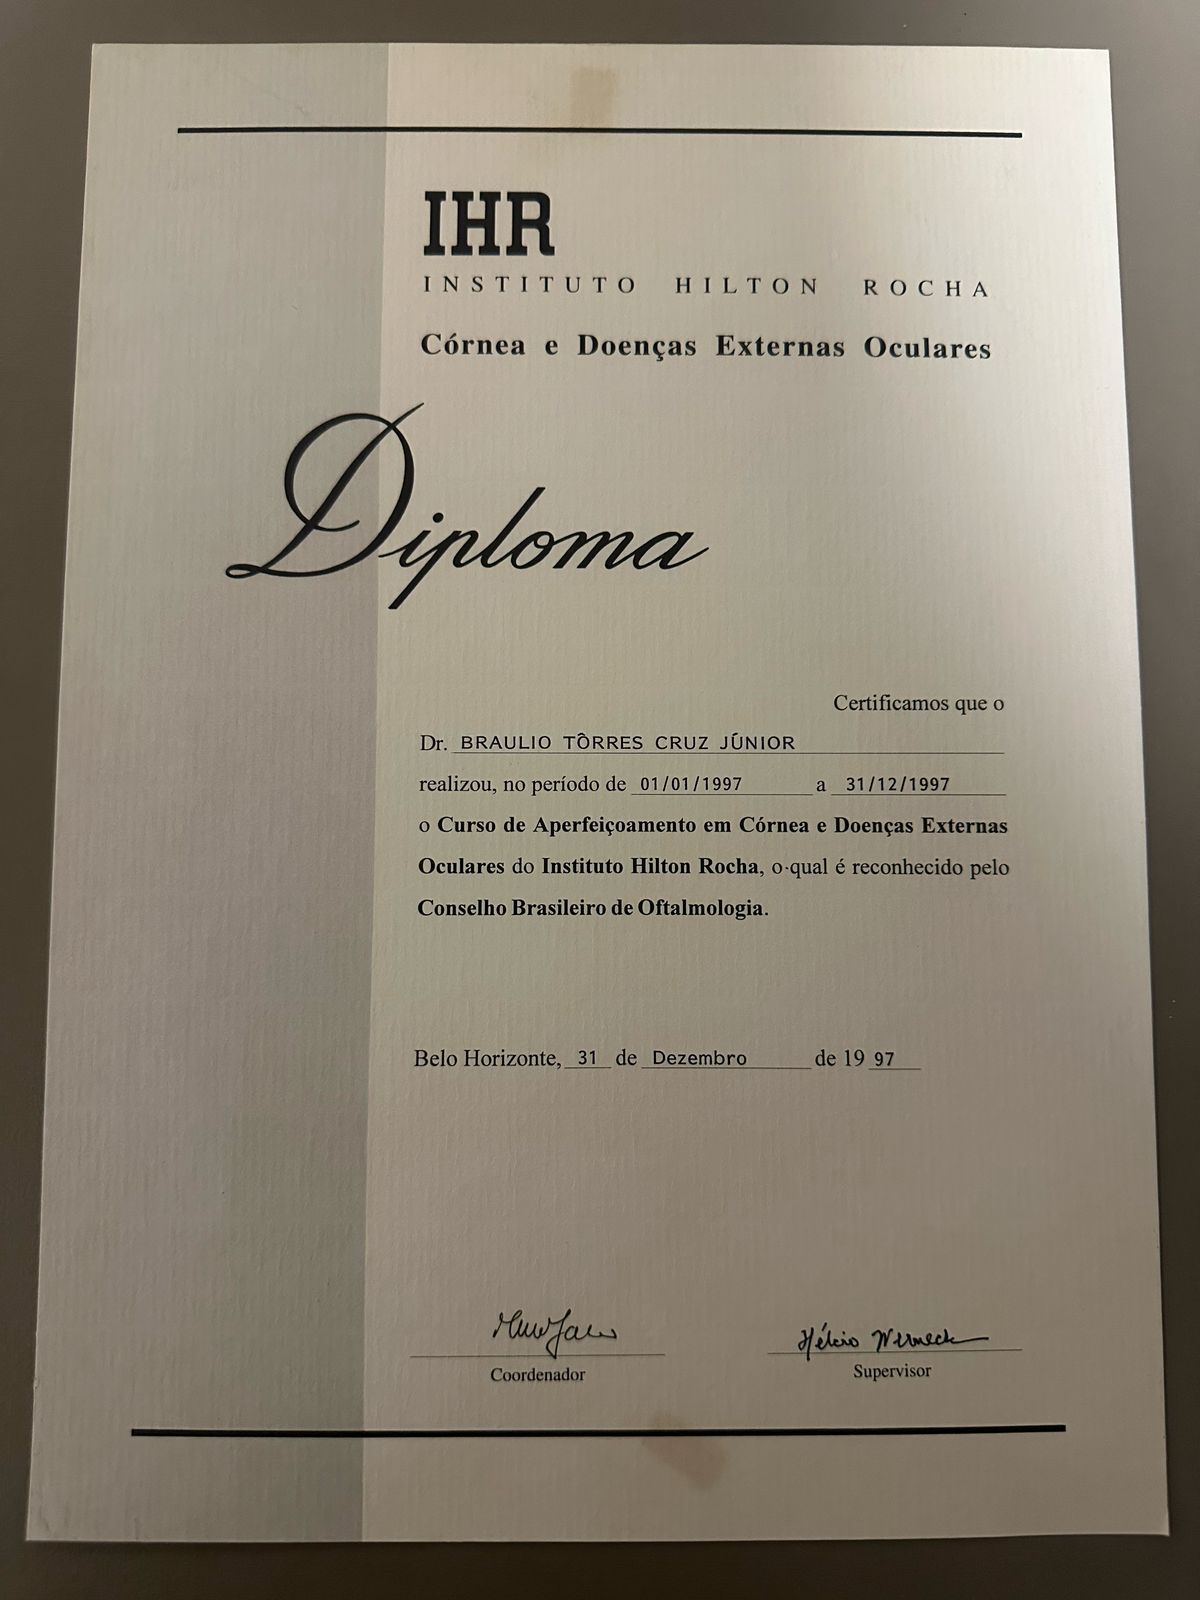 IHR
INSTITUTO HILTON ROCHA
Córnea e Doenças Externas Oculares
Diploma
Certificamos que o
Dr. BRAULIO TÔRRES CRUZ JÚNIOR
realizou, no período de 01/01/1997 a 31/12/1997
o Curso de Aperfeiçoamento em Córnea e Doenças Externas
Oculares do Instituto Hilton Rocha, o qual é reconhecido pelo
Conselho Brasileiro de Oftalmologia.
Belo Horizonte, 31 de Dezembro de 19 97
Hélcio Werneck
Coordenador Supervisor